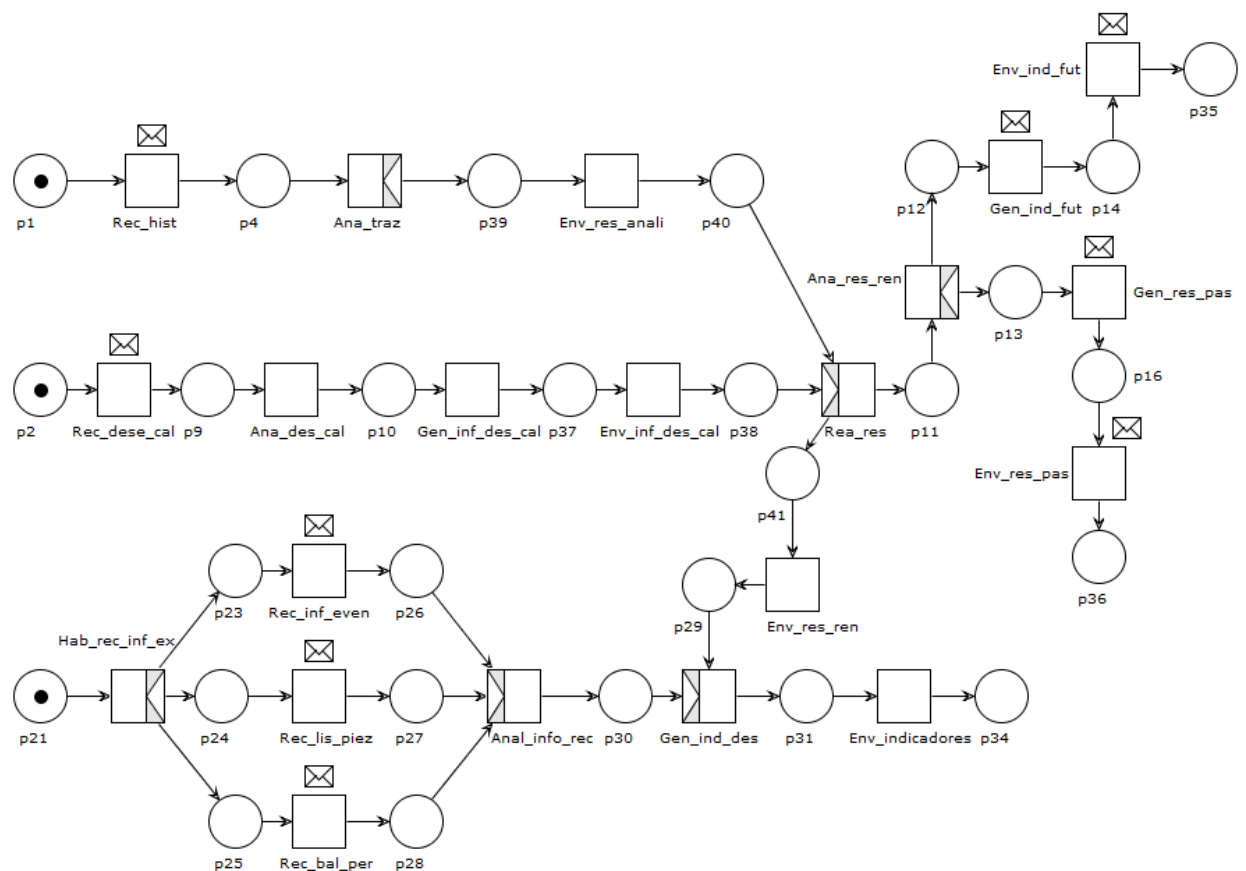 Env_ind_fut
p35
p12
Gen_ind_fut
p14
p1
Rec_hist
p4
Ana_traz
p39
Env_res_anali
p40
Ana_res_ren
p13
Gen_res_pas
p2
Rec_dese_cal
p9
Ana_des_cal
p10
Gen_inf_des_cal
p37
Env_inf_des_cal
p38
Rea_res
p11
p16
Env_res_pas
p41
p36
p23
Rec_inf_even
p26
p29
Env_res_ren
Hab_rec_inf_ex
p21
p24
Rec_lis_piez
p27
Anal_info_rec
p30
Gen_ind_des
p31
Env_indicadores
p34
p25
Rec_bal_per
p28